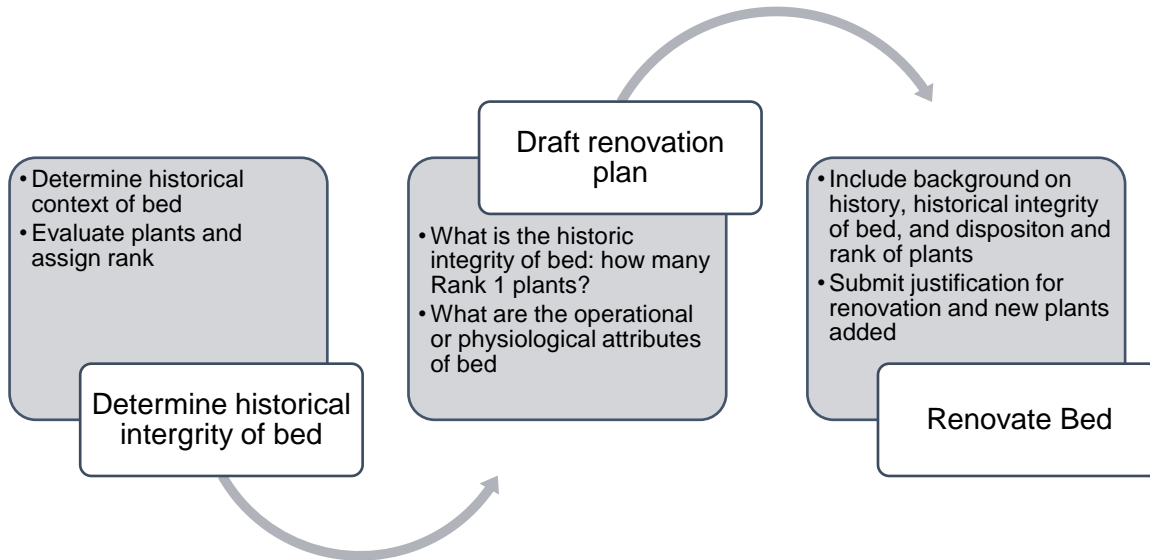 • Determine historical
context of bed
• Evaluate plants and
assign rank
Determine historical
intergrity of bed
Draft renovation
plan
• What is the historic
integrity of bed: how many
Rank 1 plants?
• What are the operational
or physiological attributes
of bed
• Include background on
history, historical integrity
of bed, and dispositon and
rank of plants
• Submit justification for
renovation and new plants
added
Renovate Bed